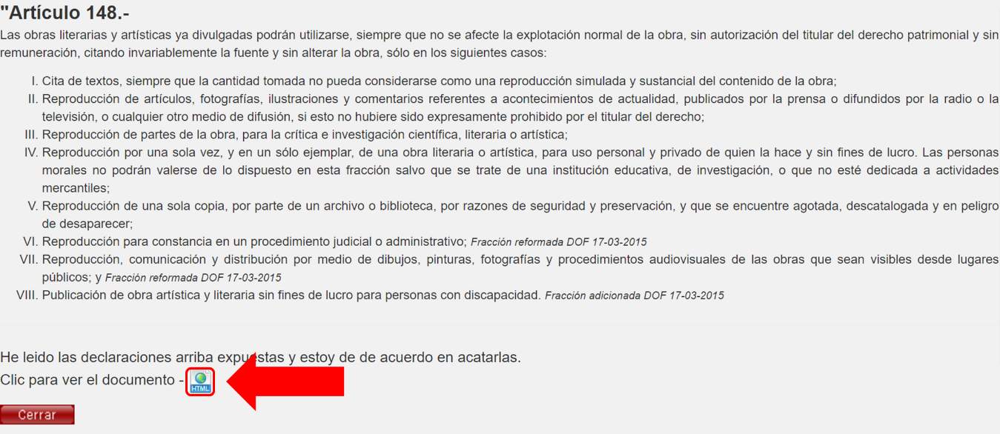 "Artículo 148.-
Las obras literarias y artísticas ya divulgadas podrán utilizarse, siempre que no se afecte la explotación normal de la obra, sin autorización del titular del derecho patrimonial y sin
remuneración, citando invariablemente la fuente y sin alterar la obra, sólo en los siguientes casos:
I. Cita de textos, siempre que la cantidad tomada no pueda considerarse como una reproducción simulada y sustancial del contenido de la obra;
II. Reproducción de artículos, fotografías, ilustraciones y comentarios referentes a acontecimientos de actualidad, publicados por la prensa o difundidos por la radio o la
televisión, o cualquier otro medio de difusión, si esto no hubiere sido expresamente prohibido por el titular del derecho;
III. Reproducción de partes de la obra, para la crítica e investigación científica, literaria o artística;
IV. Reproducción por una sola vez, y en un sólo ejemplar, de una obra literaria o artística, para uso personal y privado de quien la hace y sin fines de lucro. Las personas
morales no podrán valerse de lo dispuesto en esta fracción salvo que se trate de una institución educativa, de investigación, o que no esté dedicada a actividades
mercantiles;
V. Reproducción de una sola copia, por parte de un archivo o biblioteca, por razones de seguridad y preservación, y que se encuentre agotada, descatalogada y en peligro
de desaparecer;
VI. Reproducción para constancia en un procedimiento judicial o administrativo; Fracción reformada DOF 17-03-2015
VII. Reproducción, comunicación y distribución por medio de dibujos, pinturas, fotografías y procedimientos audiovisuales de las obras que sean visibles desde lugares
públicos; y Fracción reformada DOF 17-03-2015
VIII. Publicación de obra artística y literaria sin fines de lucro para personas con discapacidad. Fracción adicionada DOF 17-03-2015
He leido las declaraciones arriba expuestas y estoy de de acuerdo en acatarlas.
Clic para ver el documento - HTML
Cerrar